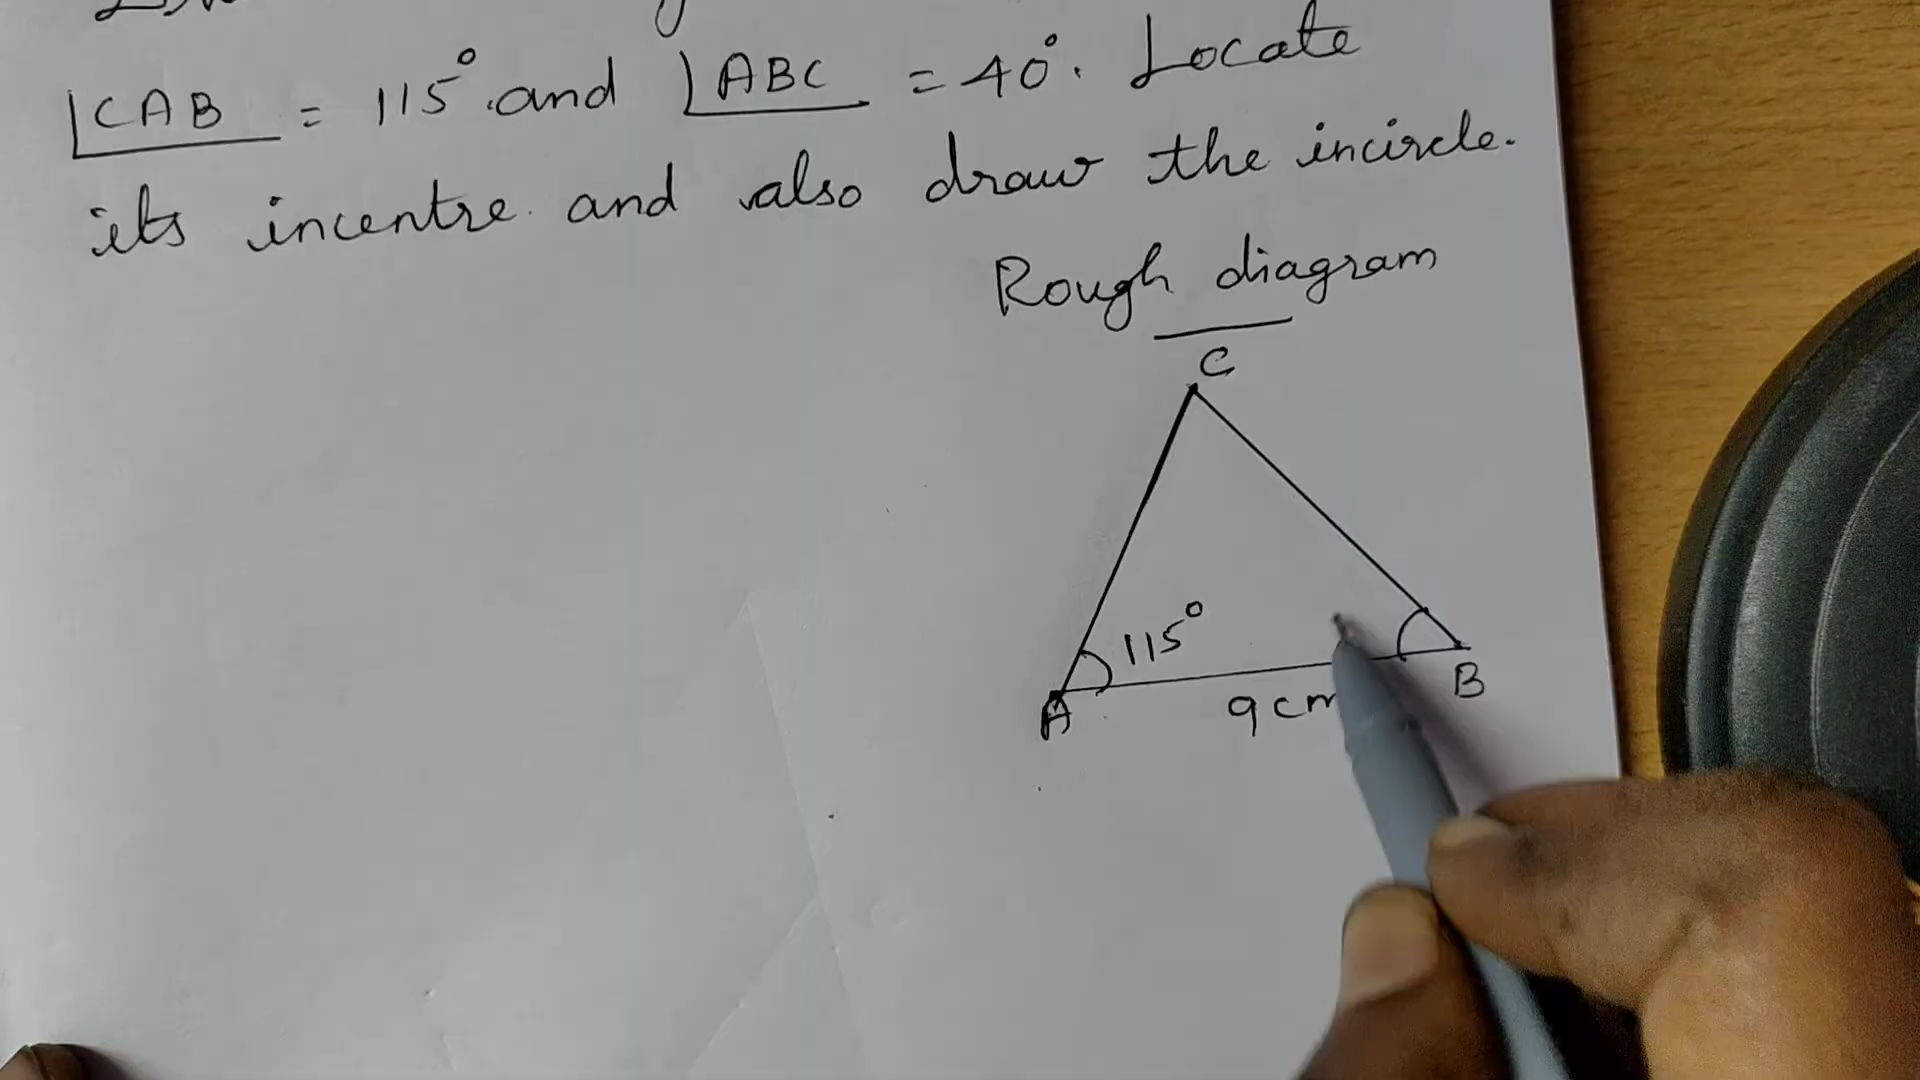 ∠CAB = 115° and ∠ABC = 40°. Locate
its incentre and also draw the incircle.
Rough diagram
C
115°
A
9cm
B